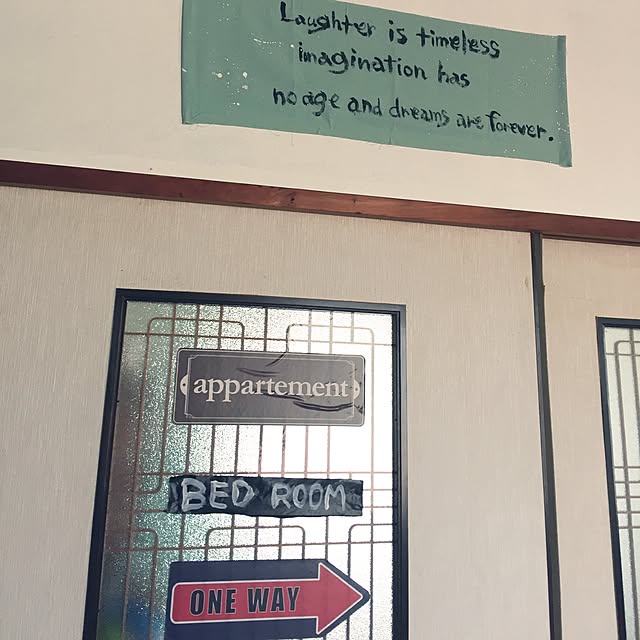 Laughter is timeless
imagination has
no age and dreams are forever.
appartement
BED ROOM
ONE WAY